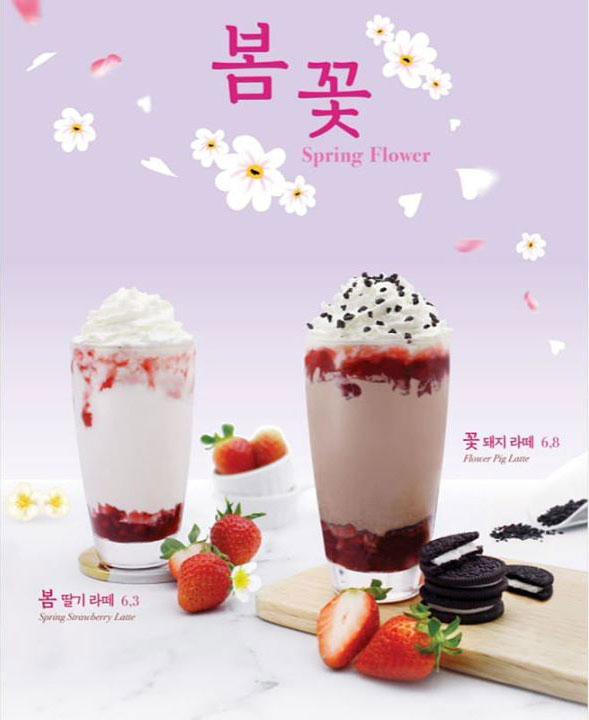 봄
꽃
Spring Flower
꽃 돼지 라떼 6,8
Flower Pig Latte
봄 딸기 라떼 6,3
Spring Strawberry Latte